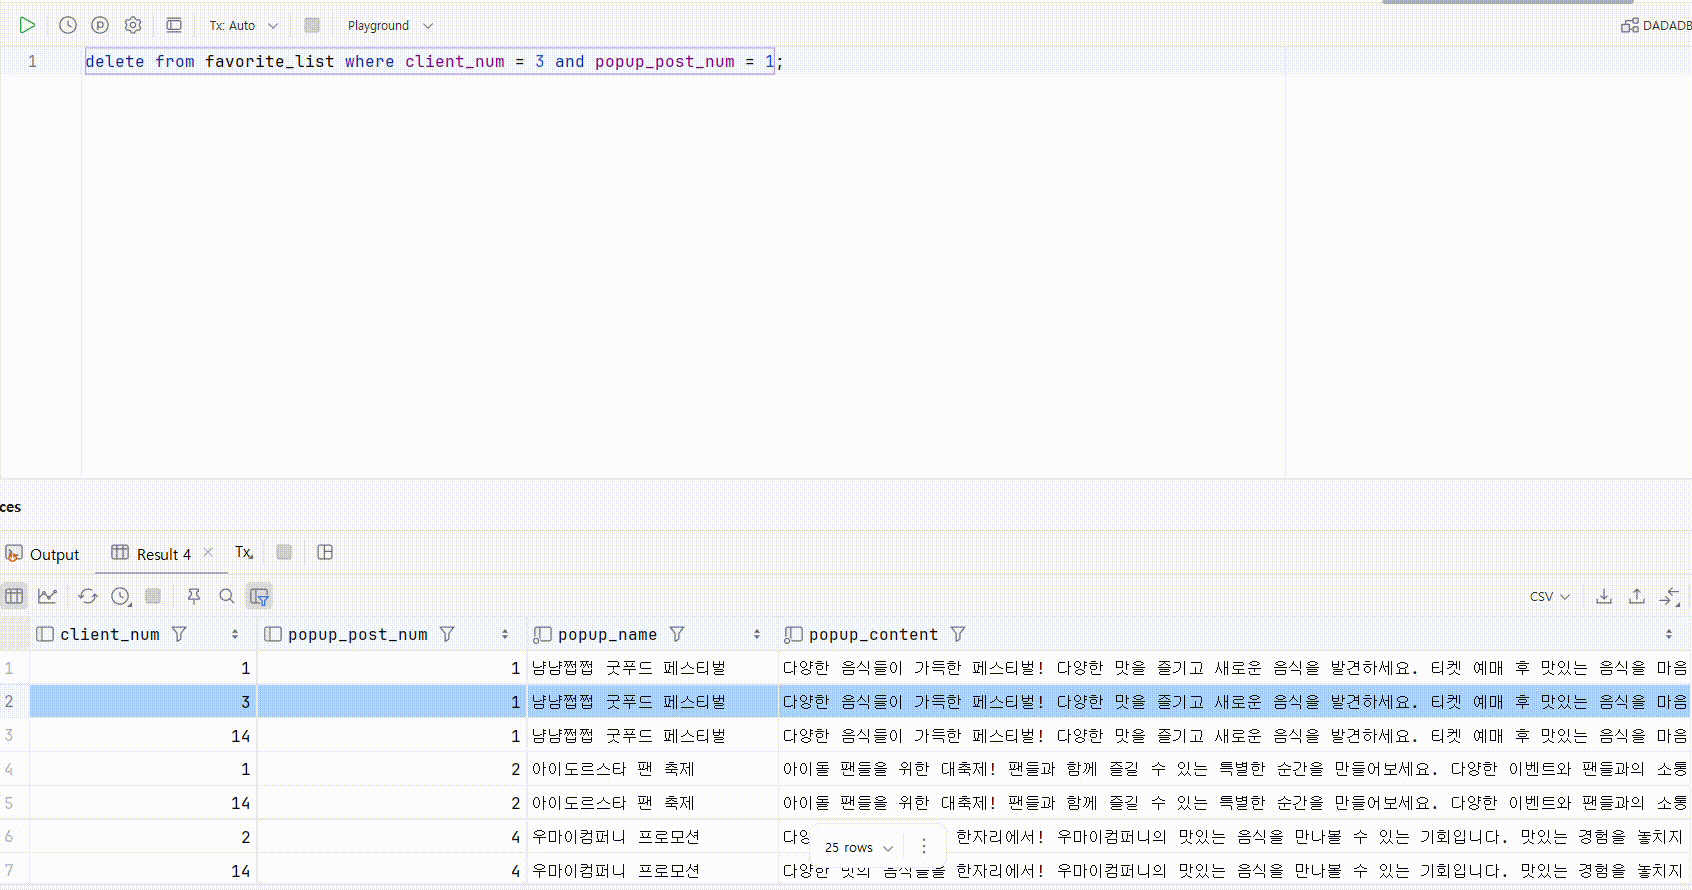 Tx: Auto Playground DADADB
1 delete from favorite_list where client_num = 3 and popup_post_num = 1;
ces
Output Result 4 Tx
CSV
client_num popup_post_num popup_name popup_content
1 1 1 냠냠쩝쩝 굿푸드 페스티벌 다양한 음식들이 가득한 페스티벌! 다양한 맛을 즐기고 새로운 음식을 발견하세요. 티켓 예매 후 맛있는 음식을 마음
2 3 1 냠냠쩝쩝 굿푸드 페스티벌 다양한 음식들이 가득한 페스티벌! 다양한 맛을 즐기고 새로운 음식을 발견하세요. 티켓 예매 후 맛있는 음식을 마음
3 14 1 냠냠쩝쩝 굿푸드 페스티벌 다양한 음식들이 가득한 페스티벌! 다양한 맛을 즐기고 새로운 음식을 발견하세요. 티켓 예매 후 맛있는 음식을 마음
4 1 2 아이도르스타 팬 축제 아이돌 팬들을 위한 대축제! 팬들과 함께 즐길 수 있는 특별한 순간을 만들어보세요. 다양한 이벤트와 팬들과의 소통
5 14 2 아이도르스타 팬 축제 아이돌 팬들을 위한 대축제! 팬들과 함께 즐길 수 있는 특별한 순간을 만들어보세요. 다양한 이벤트와 팬들과의 소통
6 2 4 우마이컴퍼니 프로모션 한자리에서! 우마이컴퍼니의 맛있는 음식을 만나볼 수 있는 기회입니다. 맛있는 경험을 놓치지
25 rows
7 14 4 우마이컴퍼니 프로모션 다양한 맛의 음식들을 한자리에서! 우마이컴퍼니의 맛있는 음식을 만나볼 수 있는 기회입니다. 맛있는 경험을 놓치지